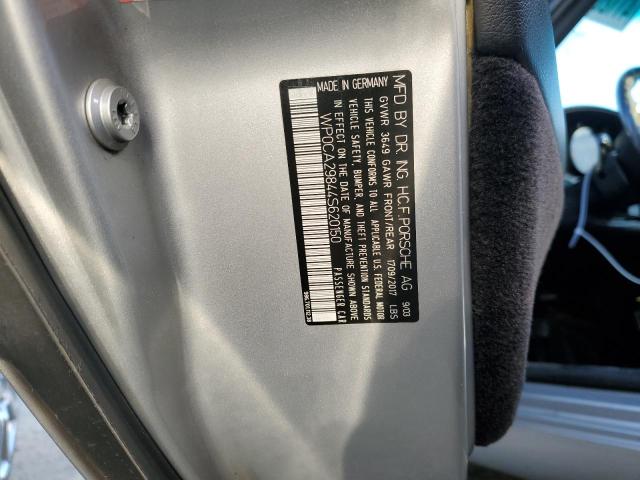 MFD BY DR. ING. H.C.F. PORSCHE AG 9/03
GVWR 3649 GAWR FRONT/REAR 1709/2017 LBS
THIS VEHICLE CONFORMS TO ALL APPLICABLE U.S. FEDERAL MOTOR
VEHICLE SAFETY, BUMPER, AND THEFT PREVENTION STANDARDS
IN EFFECT ON THE DATE OF MANUFACTURE SHOWN ABOVE
MADE IN GERMANY PASSENGER CAR
WP0CA29844S620150